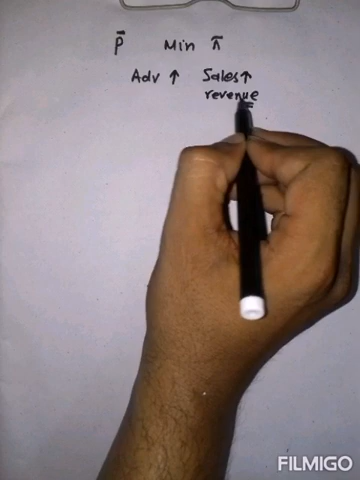 P̄ Min π̄
Adv ↑ Sales ↑
revenue
FILMIGO